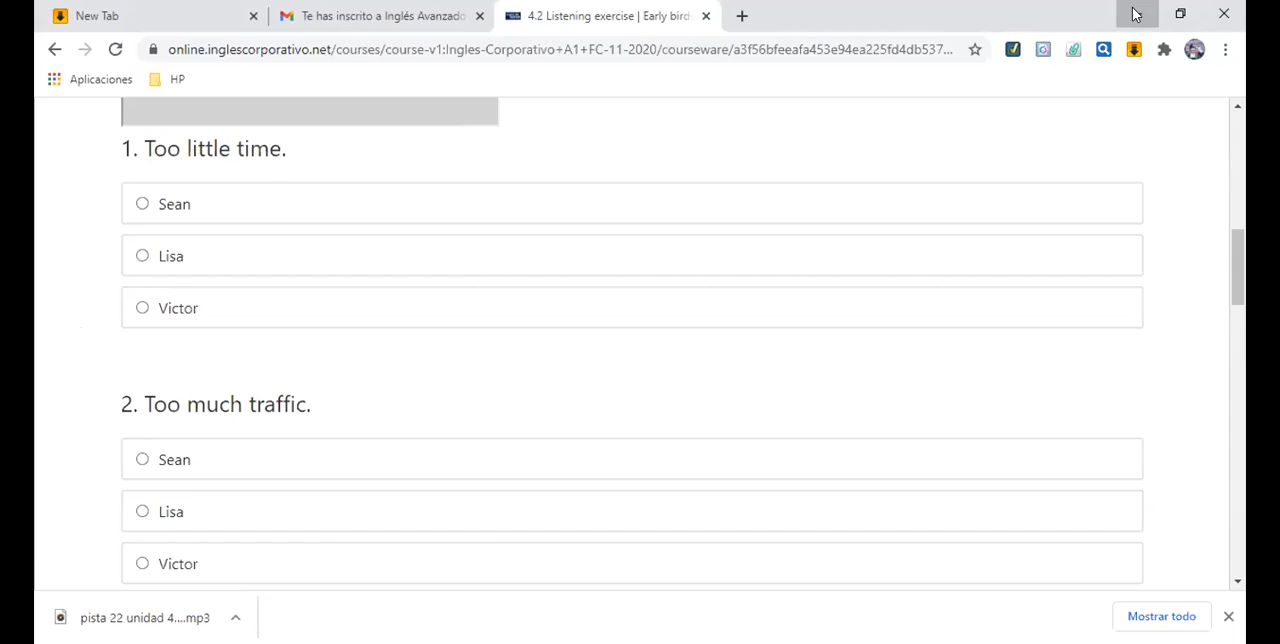 New Tab
Te has inscrito a Inglés Avanzado
4.2 Listening exercise | Early bird
online.inglescorporativo.net/courses/course-v1:Ingles-Corporativo+A1+FC-11-2020/courseware/a3f56bfeeafa453e94ea225fd4db537...
Aplicaciones
HP
1. Too little time.
Sean
Lisa
Victor
2. Too much traffic.
Sean
Lisa
Victor
pista 22 unidad 4....mp3
Mostrar todo